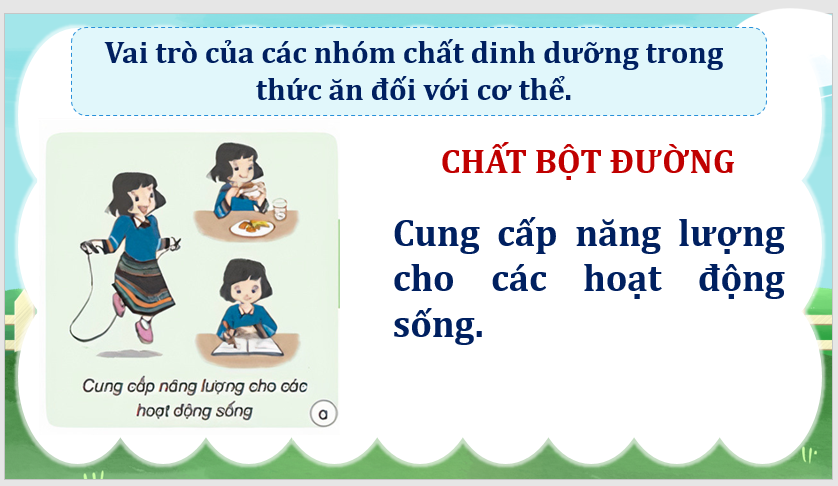 Vai trò của các nhóm chất dinh dưỡng trong
thức ăn đối với cơ thể.
CHẤT BỘT ĐƯỜNG
Cung cấp năng lượng
cho các hoạt động
sống.
Cung cấp năng lượng cho các
hoạt động sống
a